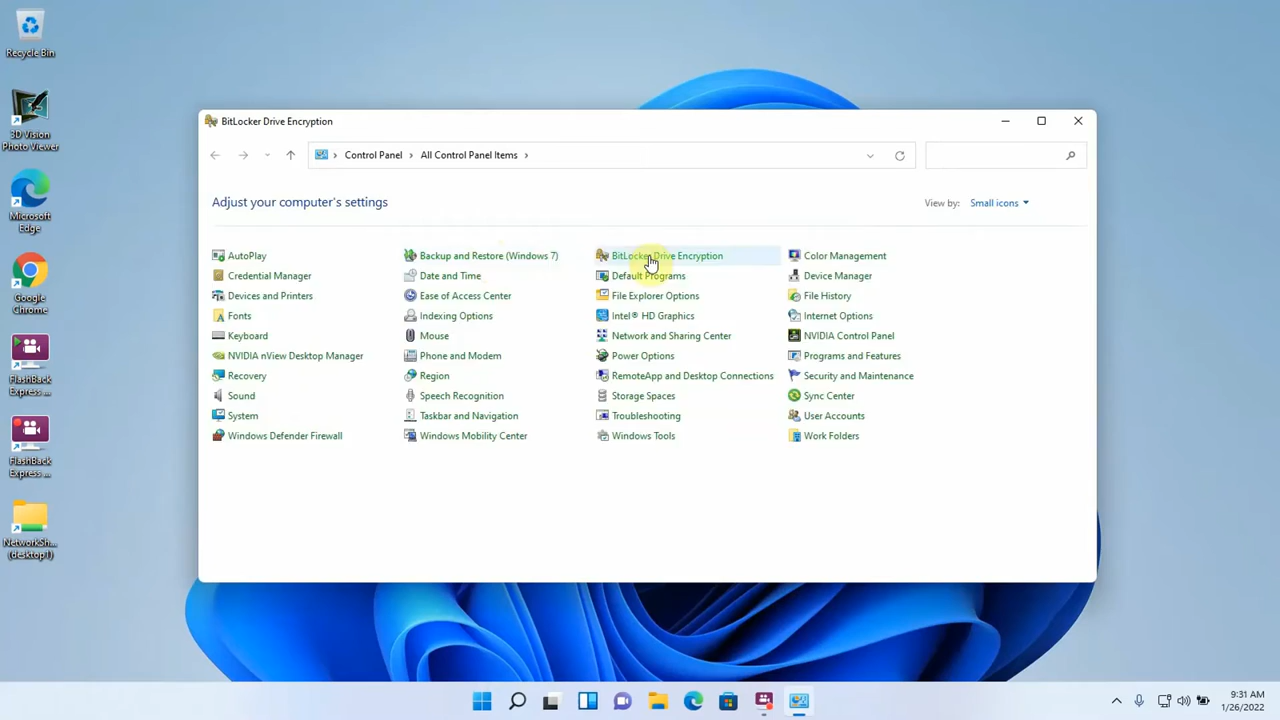 Recycle Bin
3D Vision
Photo Viewer
Microsoft
Edge
Google
Chrome
FlashBack
Express ...
FlashBack
Express ...
NetworkSh...
(desktop1)
BitLocker Drive Encryption
Control Panel > All Control Panel Items >
Adjust your computer's settings
View by: Small icons
AutoPlay
Backup and Restore (Windows 7)
BitLocker Drive Encryption
Color Management
Credential Manager
Date and Time
Default Programs
Device Manager
Devices and Printers
Ease of Access Center
File Explorer Options
File History
Fonts
Indexing Options
Intel® HD Graphics
Internet Options
Keyboard
Mouse
Network and Sharing Center
NVIDIA Control Panel
NVIDIA nView Desktop Manager
Phone and Modem
Power Options
Programs and Features
Recovery
Region
RemoteApp and Desktop Connections
Security and Maintenance
Sound
Speech Recognition
Storage Spaces
Sync Center
System
Taskbar and Navigation
Troubleshooting
User Accounts
Windows Defender Firewall
Windows Mobility Center
Windows Tools
Work Folders
9:31 AM
1/26/2022